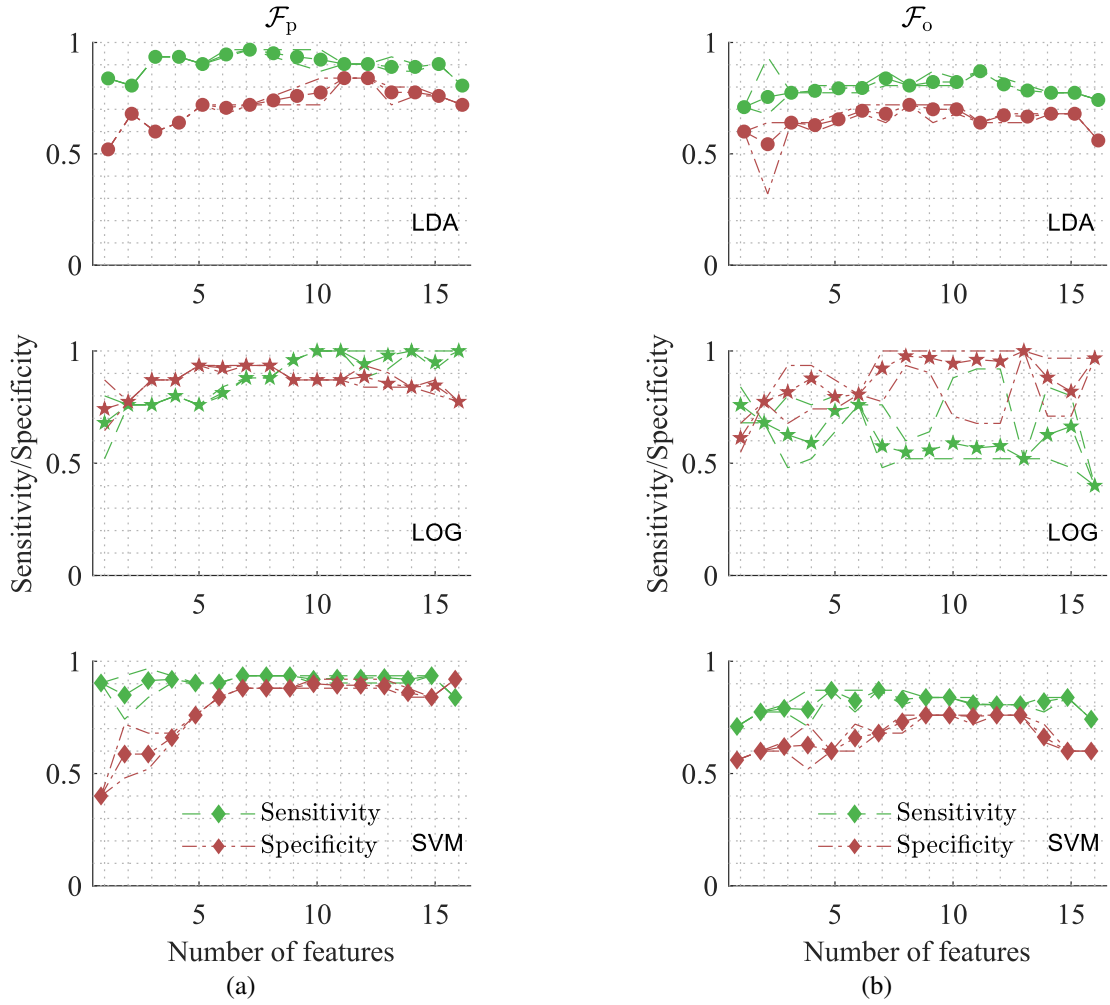 𝓕p
1
0.5
0
LDA
5 10 15
𝓕o
1
0.5
0
LDA
5 10 15
Sensitivity/Specificity
1
0.5
0
LOG
5 10 15
Sensitivity/Specificity
1
0.5
0
LOG
5 10 15
1
0.5
0
Sensitivity
Specificity
SVM
5 10 15
Number of features
(a)
1
0.5
0
Sensitivity
Specificity
SVM
5 10 15
Number of features
(b)